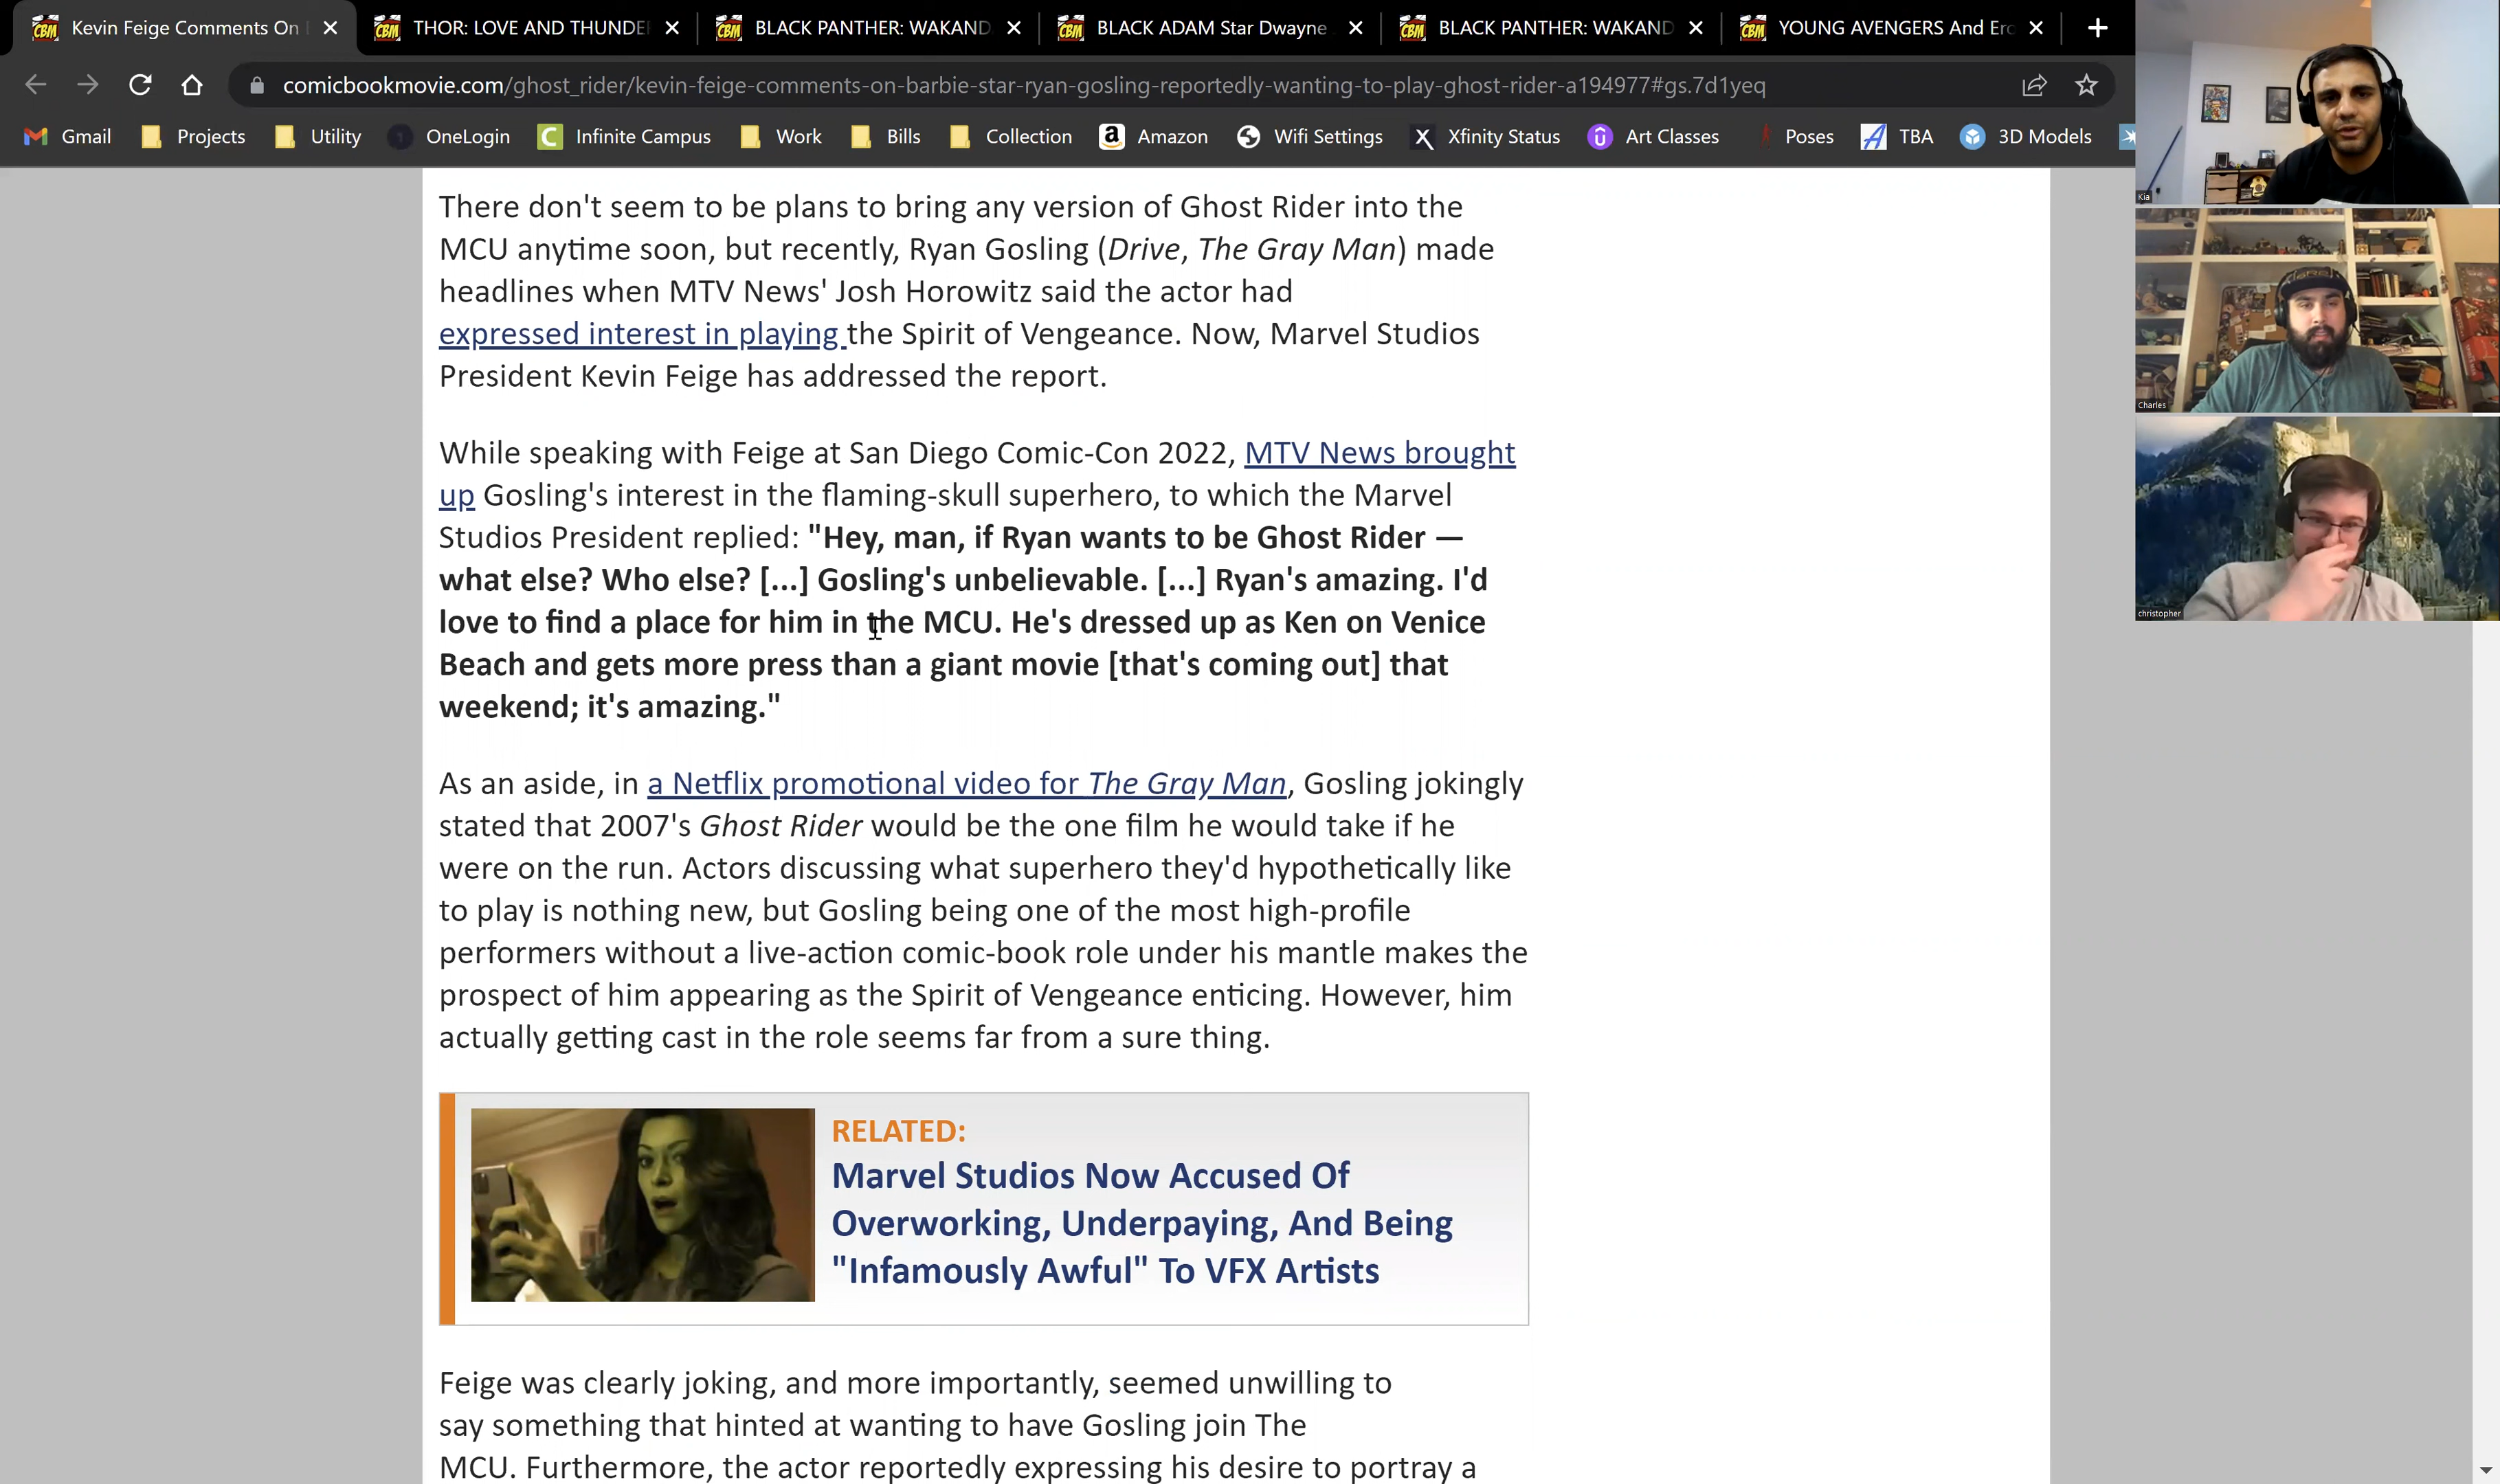 Kevin Feige Comments On
THOR: LOVE AND THUNDE
BLACK PANTHER: WAKAND
BLACK ADAM Star Dwayne
BLACK PANTHER: WAKAND
YOUNG AVENGERS And Erc
comicbookmovie.com/ghost_rider/kevin-feige-comments-on-barbie-star-ryan-gosling-reportedly-wanting-to-play-ghost-rider-a194977#gs.7d1yeq
Gmail Projects Utility OneLogin Infinite Campus Work Bills Collection Amazon Wifi Settings Xfinity Status Art Classes Poses TBA 3D Models
Kia
Charles
christopher
There don't seem to be plans to bring any version of Ghost Rider into the
MCU anytime soon, but recently, Ryan Gosling (Drive, The Gray Man) made
headlines when MTV News' Josh Horowitz said the actor had
expressed interest in playing the Spirit of Vengeance. Now, Marvel Studios
President Kevin Feige has addressed the report.
While speaking with Feige at San Diego Comic-Con 2022, MTV News brought
up Gosling's interest in the flaming-skull superhero, to which the Marvel
Studios President replied: "Hey, man, if Ryan wants to be Ghost Rider —
what else? Who else? [...] Gosling's unbelievable. [...] Ryan's amazing. I'd
love to find a place for him in the MCU. He's dressed up as Ken on Venice
Beach and gets more press than a giant movie [that's coming out] that
weekend; it's amazing."
As an aside, in a Netflix promotional video for The Gray Man, Gosling jokingly
stated that 2007's Ghost Rider would be the one film he would take if he
were on the run. Actors discussing what superhero they'd hypothetically like
to play is nothing new, but Gosling being one of the most high-profile
performers without a live-action comic-book role under his mantle makes the
prospect of him appearing as the Spirit of Vengeance enticing. However, him
actually getting cast in the role seems far from a sure thing.
RELATED:
Marvel Studios Now Accused Of
Overworking, Underpaying, And Being
"Infamously Awful" To VFX Artists
Feige was clearly joking, and more importantly, seemed unwilling to
say something that hinted at wanting to have Gosling join The
MCU. Furthermore, the actor reportedly expressing his desire to portray a